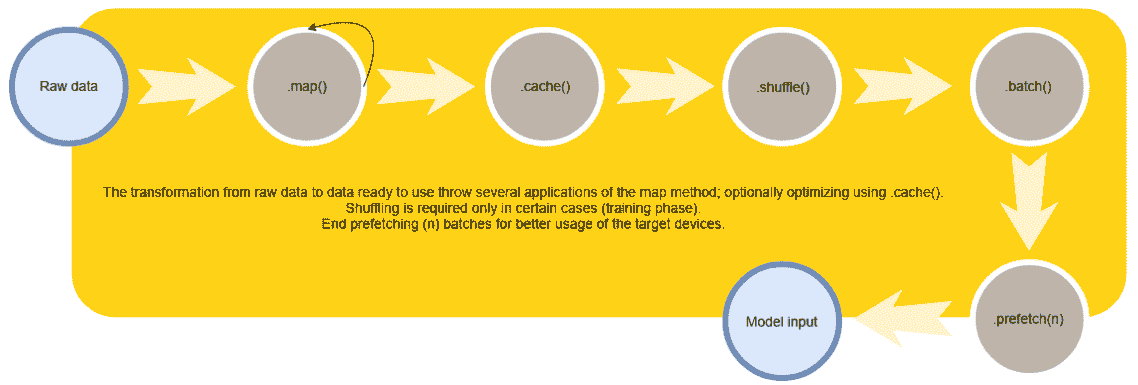 Raw data
.map()
.cache()
.shuffle()
.batch()
The transformation from raw data to data ready to use throw several applications of the map method; optionally optimizing using .cache().
Shuffling is required only in certain cases (training phase).
End prefetching (n) batches for better usage of the target devices.
Model input
.prefetch(n)